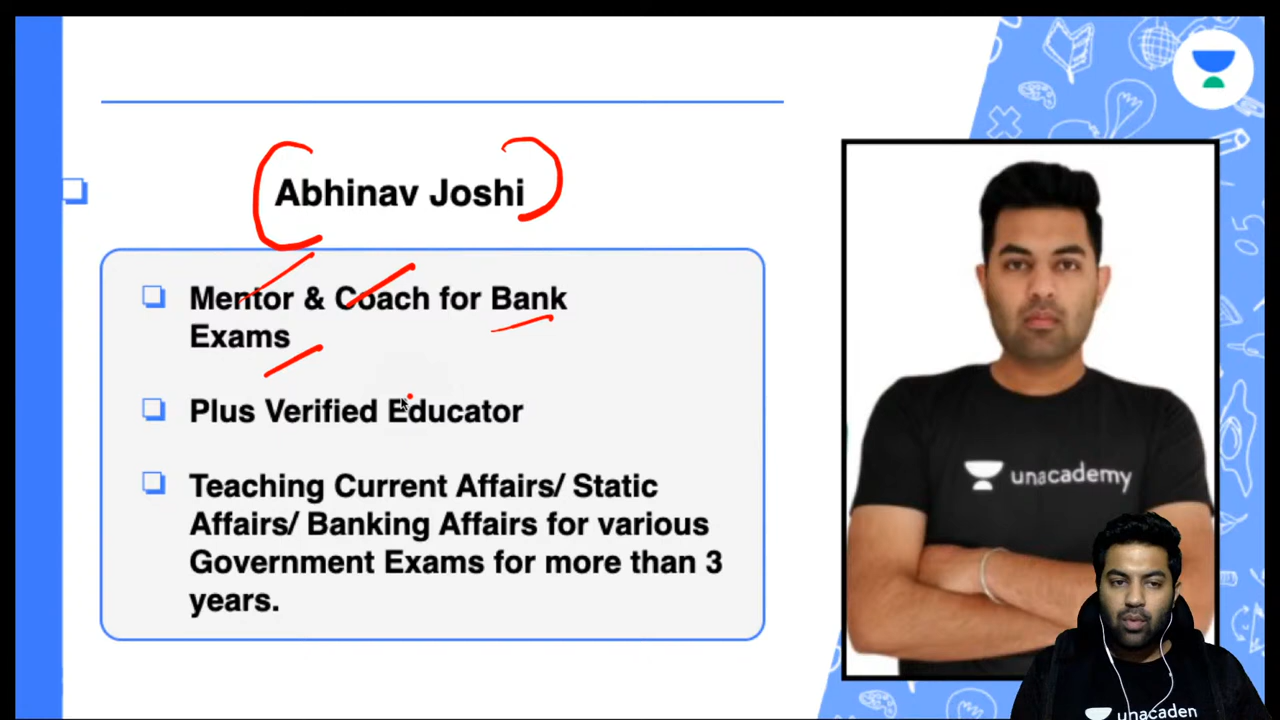 Abhinav Joshi
Mentor & Coach for Bank
Exams
Plus Verified Educator
Teaching Current Affairs/ Static
Affairs/ Banking Affairs for various
Government Exams for more than 3
years.
unacademy
unacaden